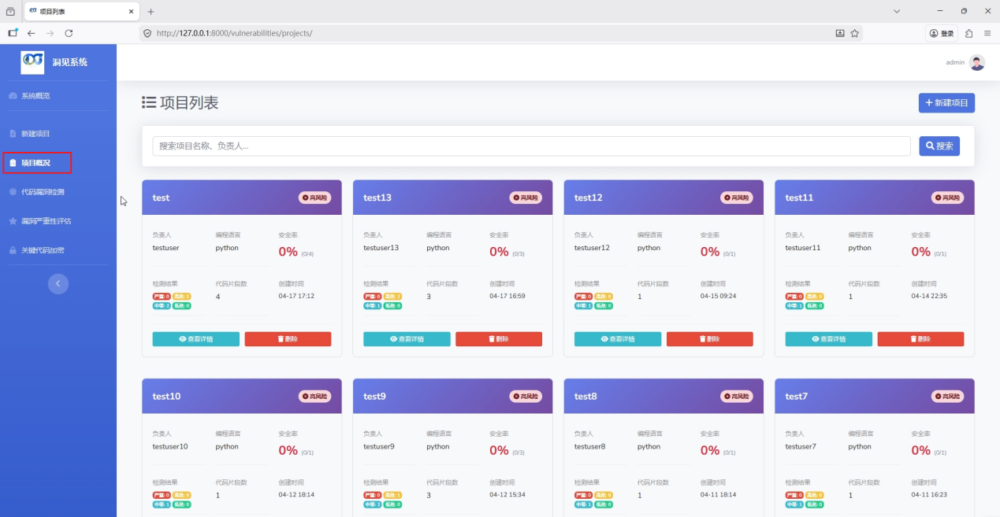 项目列表
http://127.0.0.1:8000/vulnerabilities/projects/
登录
洞见系统
admin
系统概览
新建项目
项目概况
代码漏洞检测
漏洞严重性评估
关键代码加密
项目列表
新建项目
搜索项目名称、负责人...
搜索
test 高风险
负责人 编程语言 安全率
testuser python 0% (0/4)
检测结果 代码片段数 创建时间
严重: 0 高危: 2 4 04-17 17:12
中等: 2 低危: 0
查看详情 删除
test13 高风险
负责人 编程语言 安全率
testuser13 python 0% (0/3)
检测结果 代码片段数 创建时间
严重: 0 高危: 2 3 04-17 16:59
中等: 1 低危: 0
查看详情 删除
test12 高风险
负责人 编程语言 安全率
testuser12 python 0% (0/1)
检测结果 代码片段数 创建时间
严重: 0 高危: 0 1 04-15 09:24
中等: 1 低危: 0
查看详情 删除
test11 高风险
负责人 编程语言 安全率
testuser11 python 0% (0/1)
检测结果 代码片段数 创建时间
严重: 0 高危: 0 1 04-14 22:35
中等: 1 低危: 0
查看详情 删除
test10 高风险
负责人 编程语言 安全率
testuser10 python 0% (0/1)
检测结果 代码片段数 创建时间
严重: 0 高危: 0 1 04-12 18:14
中等: 1 低危: 0
test9 高风险
负责人 编程语言 安全率
testuser9 python 0% (0/3)
检测结果 代码片段数 创建时间
严重: 0 高危: 1 3 04-12 15:34
中等: 2 低危: 0
test8 高风险
负责人 编程语言 安全率
testuser8 python 0% (0/1)
检测结果 代码片段数 创建时间
严重: 0 高危: 0 1 04-11 18:14
中等: 1 低危: 0
test7 高风险
负责人 编程语言 安全率
testuser7 python 0% (0/1)
检测结果 代码片段数 创建时间
严重: 0 高危: 0 1 04-11 16:23
中等: 1 低危: 0